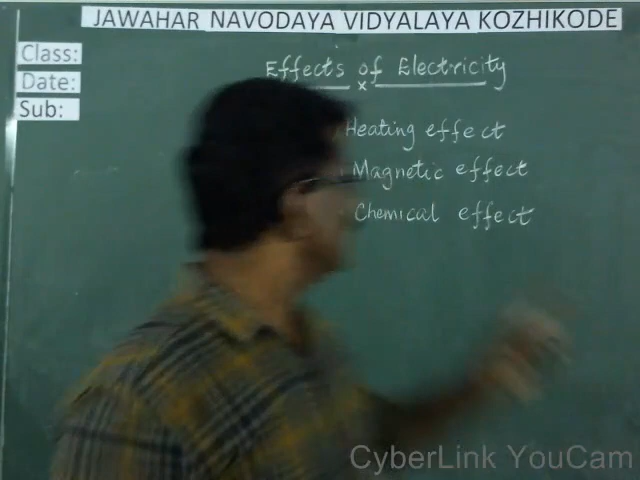 JAWAHAR NAVODAYA VIDYALAYA KOZHIKODE
Class:
Date:
Sub:
Effects of Electricity
x
Heating effect
Magnetic effect
Chemical effect
CyberLink YouCam